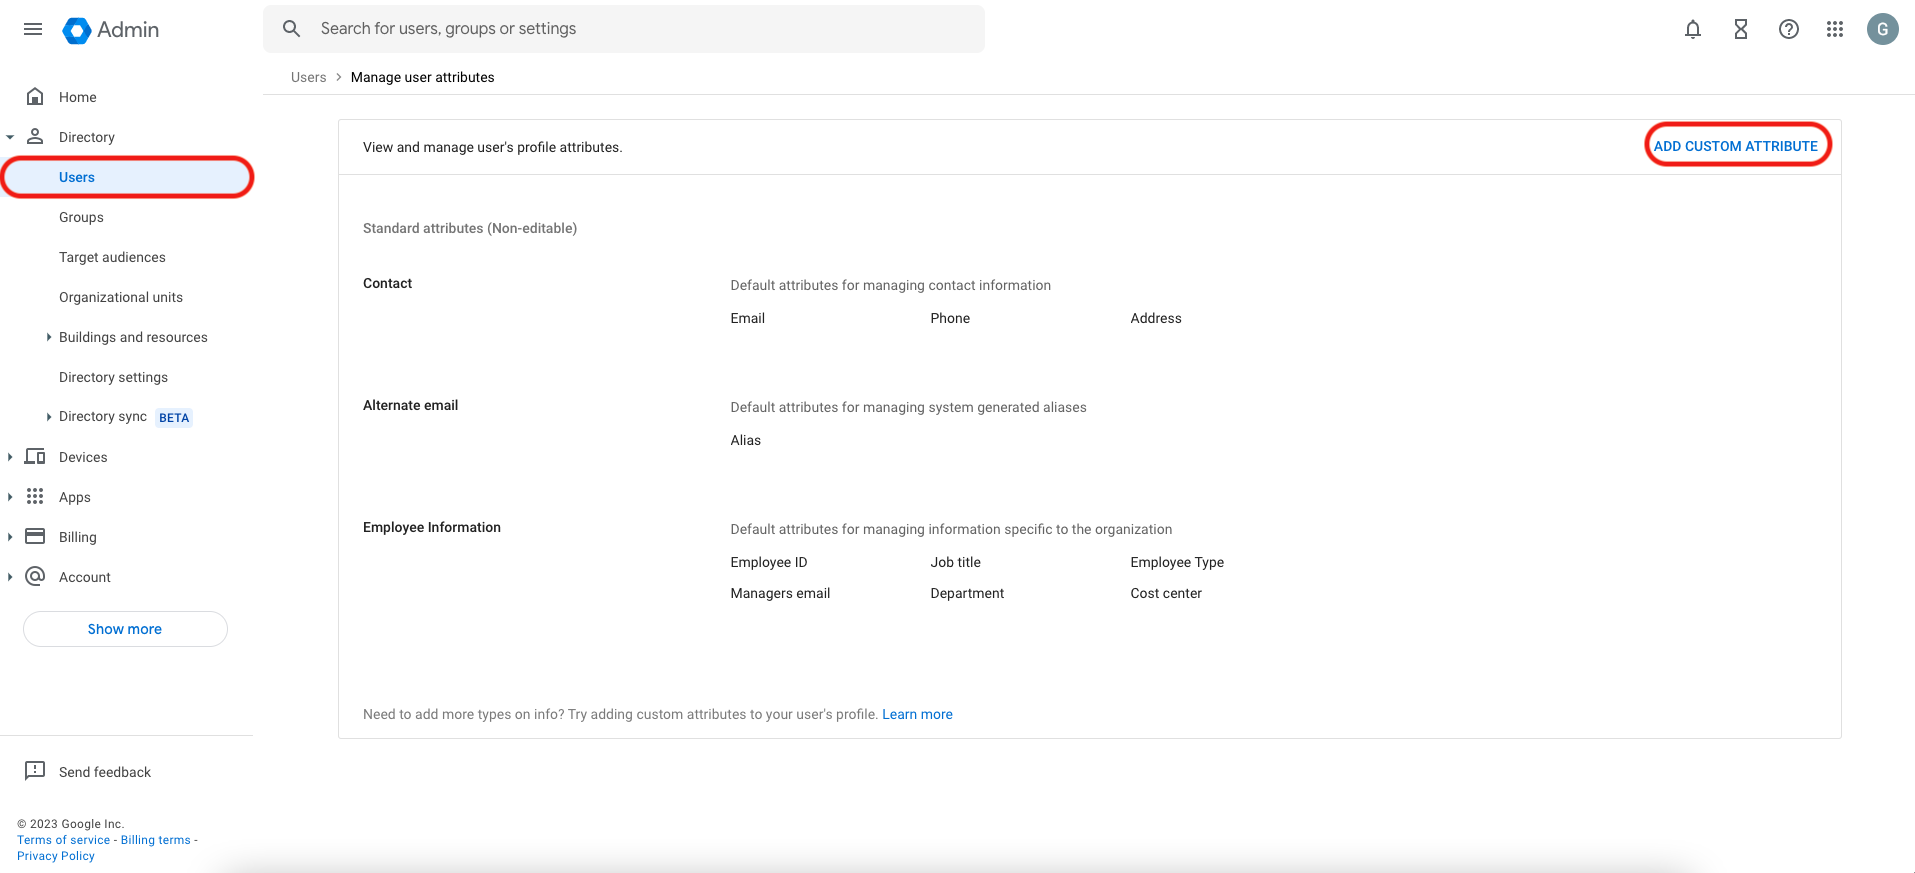 Admin
Search for users, groups or settings
G
Users > Manage user attributes
Home
Directory
Users
Groups
Target audiences
Organizational units
Buildings and resources
Directory settings
Directory sync BETA
Devices
Apps
Billing
Account
Show more
Send feedback
© 2023 Google Inc.
Terms of service - Billing terms -
Privacy Policy
View and manage user's profile attributes.
ADD CUSTOM ATTRIBUTE
Standard attributes (Non-editable)
Contact
Default attributes for managing contact information
Email Phone Address
Alternate email
Default attributes for managing system generated aliases
Alias
Employee Information
Default attributes for managing information specific to the organization
Employee ID Job title Employee Type
Managers email Department Cost center
Need to add more types on info? Try adding custom attributes to your user's profile. Learn more